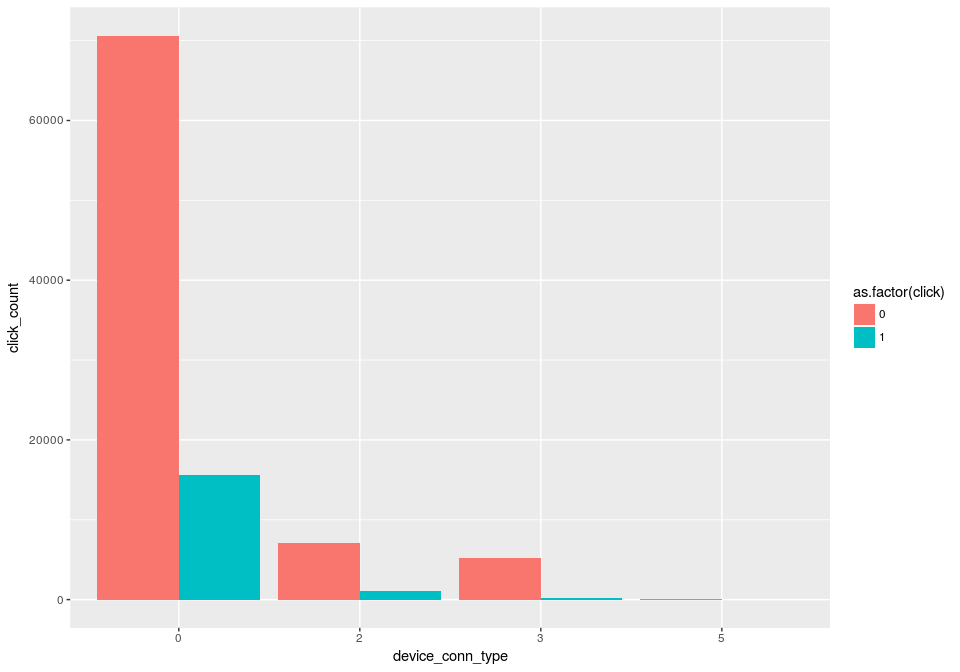 click_count
60000
40000
20000
0
0 2 3 5
device_conn_type
as.factor(click)
0
1